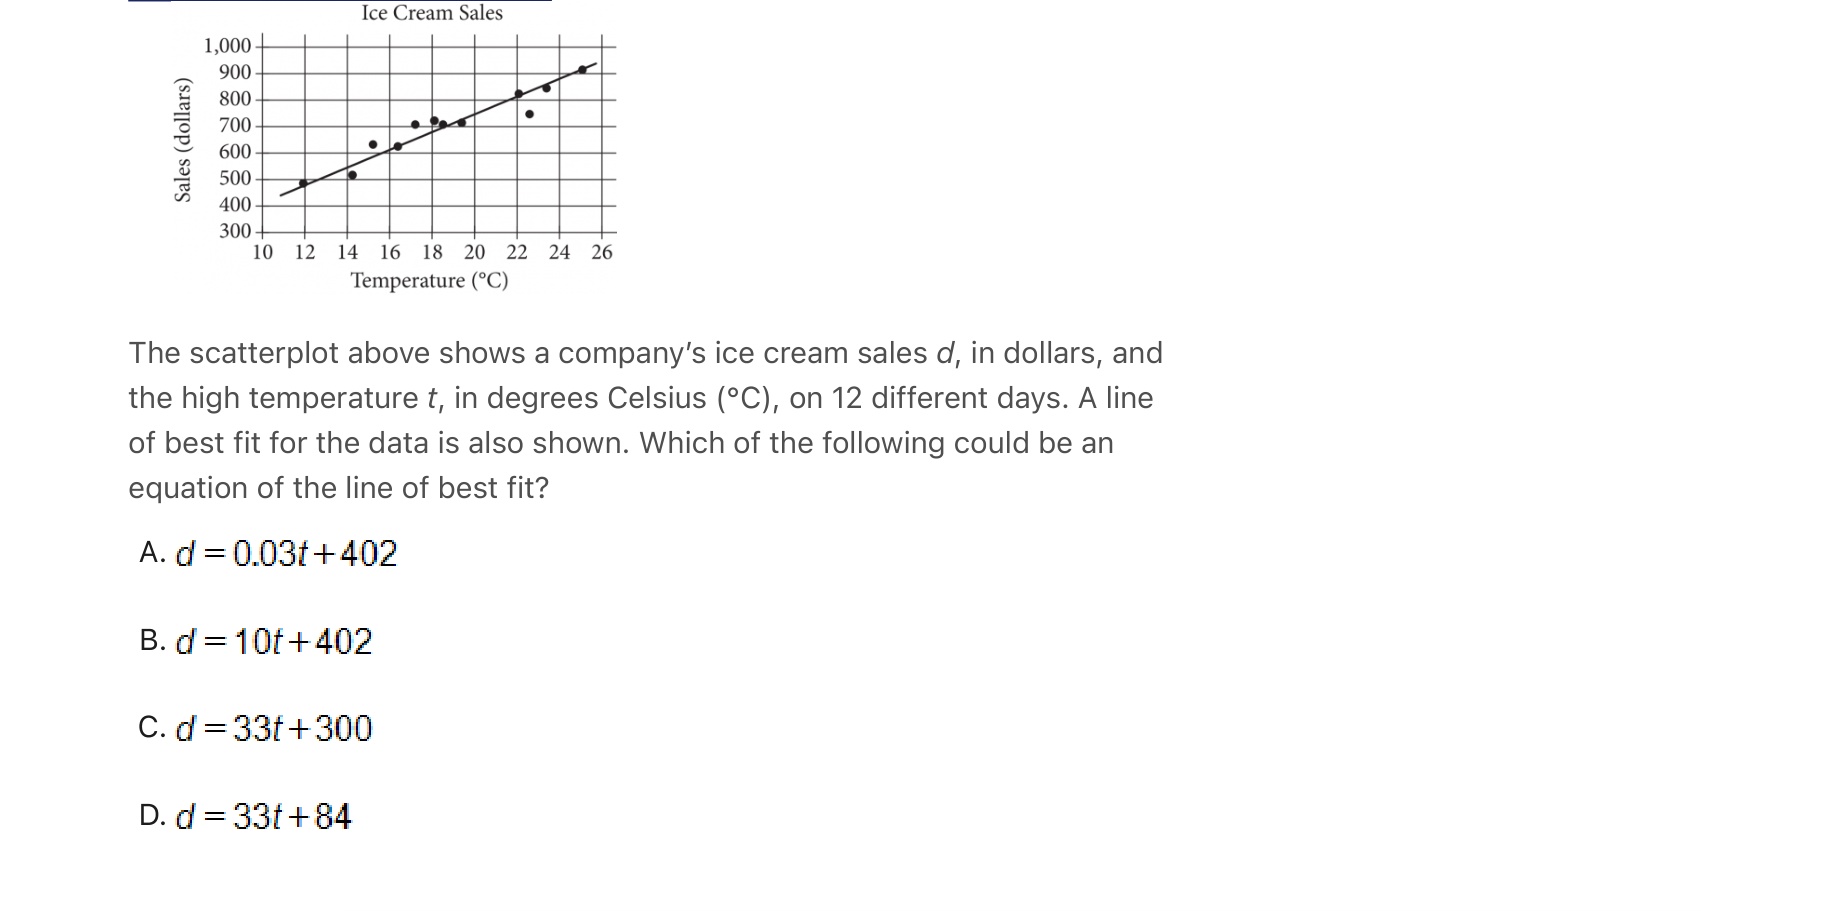 Ice Cream Sales
1,000
900
800
700
600
500
400
300
Sales (dollars)
10 12 14 16 18 20 22 24 26
Temperature (°C)
The scatterplot above shows a company’s ice cream sales d, in dollars, and
the high temperature t, in degrees Celsius (°C), on 12 different days. A line
of best fit for the data is also shown. Which of the following could be an
equation of the line of best fit?
A. d = 0.03t + 402
B. d = 10t + 402
C. d = 33t + 300
D. d = 33t + 84